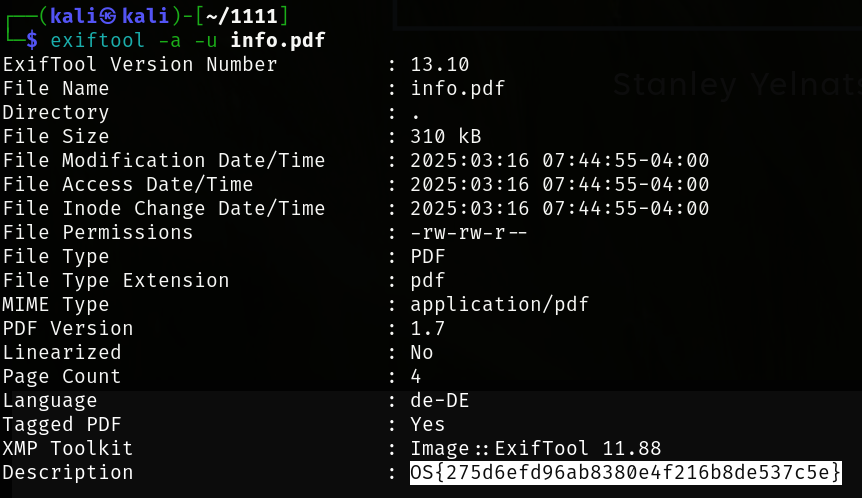 ┌──(kali㉿kali)-[~/1111]
└─$ exiftool -a -u info.pdf
ExifTool Version Number : 13.10
File Name : info.pdf
Directory : .
File Size : 310 kB
File Modification Date/Time : 2025:03:16 07:44:55-04:00
File Access Date/Time : 2025:03:16 07:44:55-04:00
File Inode Change Date/Time : 2025:03:16 07:44:55-04:00
File Permissions : -rw-rw-r--
File Type : PDF
File Type Extension : pdf
MIME Type : application/pdf
PDF Version : 1.7
Linearized : No
Page Count : 4
Language : de-DE
Tagged PDF : Yes
XMP Toolkit : Image::ExifTool 11.88
Description : OS{275d6efd96ab8380e4f216b8de537c5e}
Stanley Yelnats